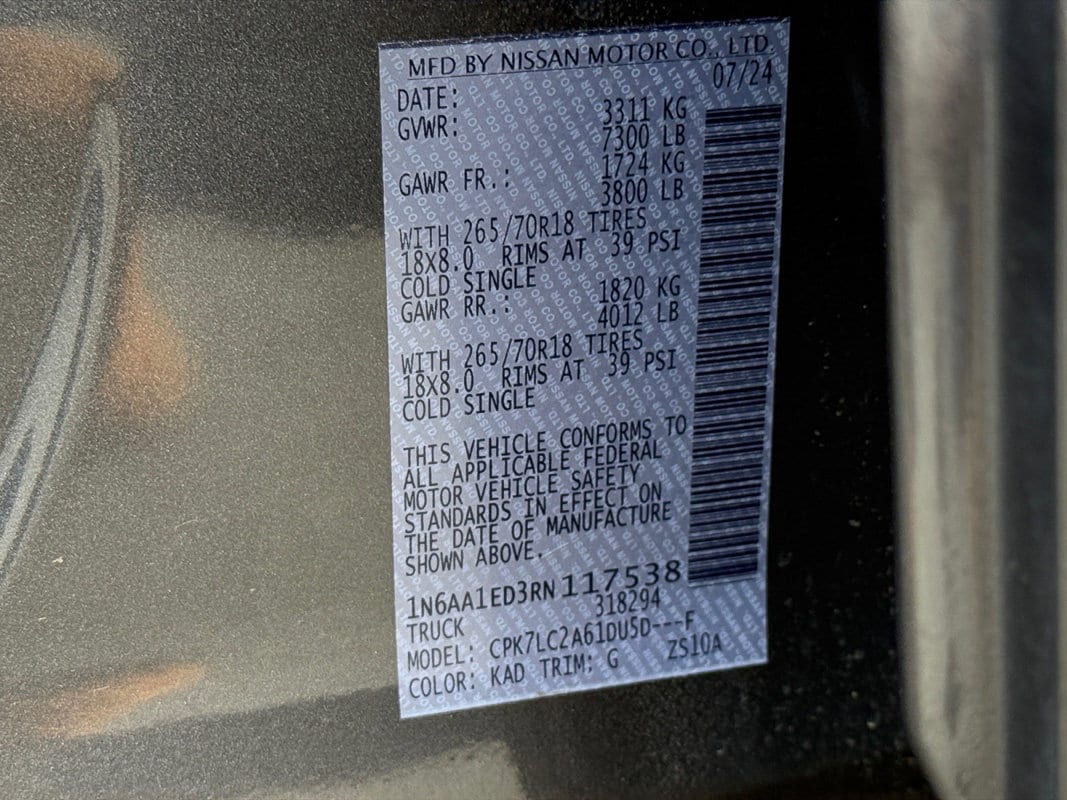 MFD BY NISSAN MOTOR CO., LTD.
DATE: 07/24
GVWR: 3311 KG
7300 LB
GAWR FR.: 1724 KG
3800 LB
WITH 265/70R18 TIRES
18X8.0 RIMS AT 39 PSI
COLD SINGLE
GAWR RR.: 1820 KG
4012 LB
WITH 265/70R18 TIRES
18X8.0 RIMS AT 39 PSI
COLD SINGLE
THIS VEHICLE CONFORMS TO
ALL APPLICABLE FEDERAL
MOTOR VEHICLE SAFETY
STANDARDS IN EFFECT ON
THE DATE OF MANUFACTURE
SHOWN ABOVE.
1N6AA1ED3RN117538
TRUCK 318294
MODEL: CPK7LC2A61DU5D---F
COLOR: KAD TRIM: G ZS10A